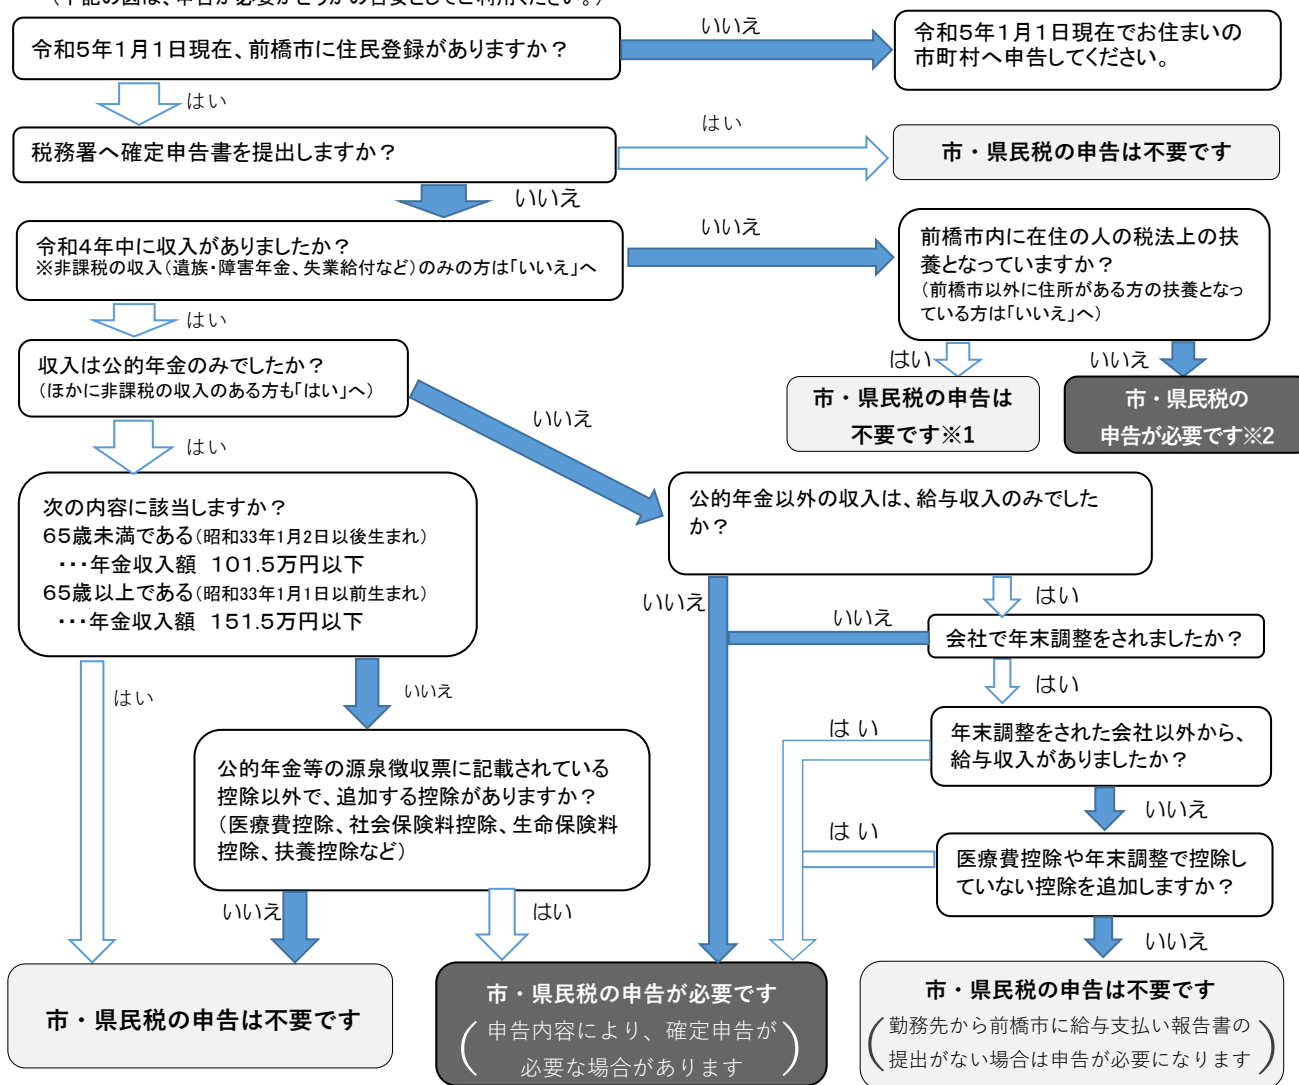 （下記の図は、申告が必要かどうかの目安としてご利用ください。）
令和5年1月1日現在、前橋市に住民登録がありますか？
いいえ
令和5年1月1日現在でお住まいの
市町村へ申告してください。
はい
税務署へ確定申告書を提出しますか？
はい
市・県民税の申告は不要です
いいえ
令和4年中に収入がありましたか？
※非課税の収入（遺族・障害年金、失業給付など）のみの方は「いいえ」へ
いいえ
前橋市内に在住の人の税法上の扶
養となっていますか？
（前橋市以外に住所がある方の扶養となっ
ている方は「いいえ」へ）
はい
収入は公的年金のみでしたか？
（ほかに非課税の収入のある方も「はい」へ）
はい
いいえ
市・県民税の申告は
不要です※1
市・県民税の
申告が必要です※2
いいえ
はい
次の内容に該当しますか？
65歳未満である（昭和33年1月2日以後生まれ）
・・・年金収入額 101.5万円以下
65歳以上である（昭和33年1月1日以前生まれ）
・・・年金収入額 151.5万円以下
公的年金以外の収入は、給与収入のみでした
か？
いいえ
はい
いいえ
会社で年末調整をされましたか？
はい
はい
いいえ
はい
年末調整をされた会社以外から、
給与収入がありましたか？
公的年金等の源泉徴収票に記載されている
控除以外で、追加する控除がありますか？
（医療費控除、社会保険料控除、生命保険料
控除、扶養控除など）
いいえ
はい
医療費控除や年末調整で控除し
ていない控除を追加しますか？
いいえ
はい
いいえ
市・県民税の申告は不要です
市・県民税の申告が必要です
（申告内容により、確定申告が
必要な場合があります）
市・県民税の申告は不要です
（勤務先から前橋市に給与支払い報告書の
提出がない場合は申告が必要になります）